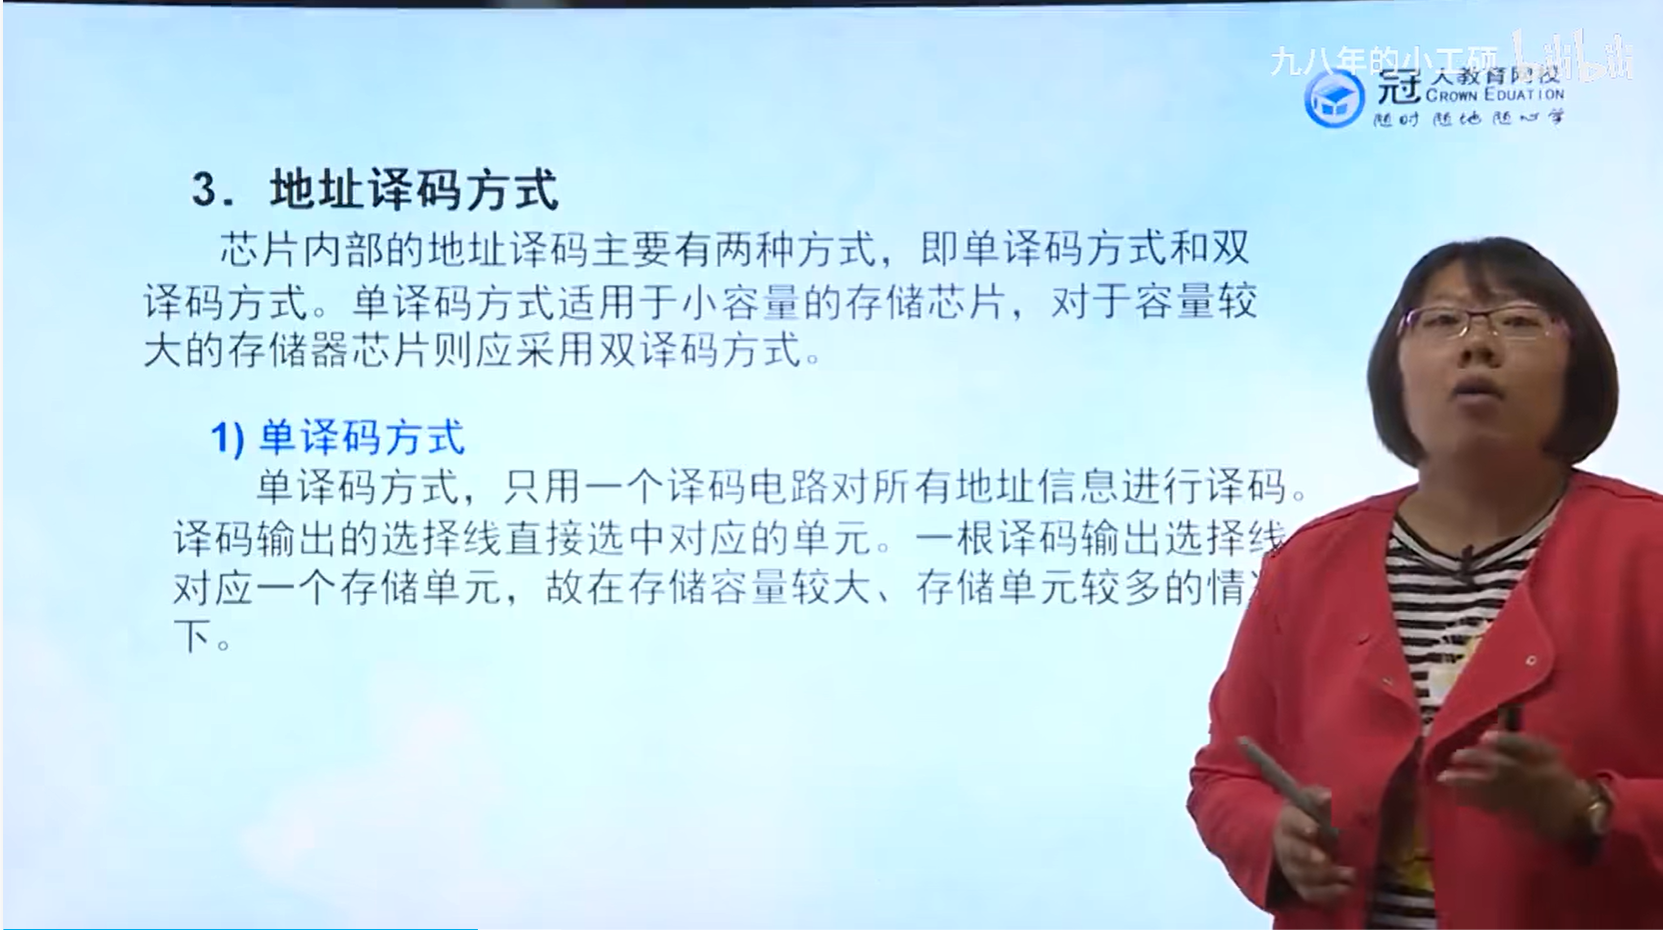 九八年的小工硕 bilibili
冠人教育网校
CROWN EDUATION
随时 随地 随心学
3．地址译码方式
芯片内部的地址译码主要有两种方式，即单译码方式和双
译码方式。单译码方式适用于小容量的存储芯片，对于容量较
大的存储器芯片则应采用双译码方式。
1) 单译码方式
单译码方式，只用一个译码电路对所有地址信息进行译码。
译码输出的选择线直接选中对应的单元。一根译码输出选择线
对应一个存储单元，故在存储容量较大、存储单元较多的情
下。